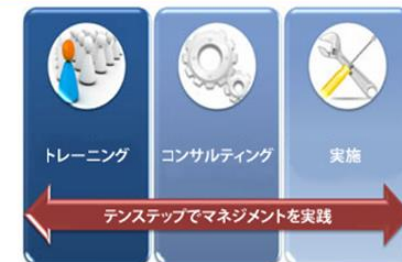 トレーニング
コンサルティング
実施
テンステップでマネジメントを実践